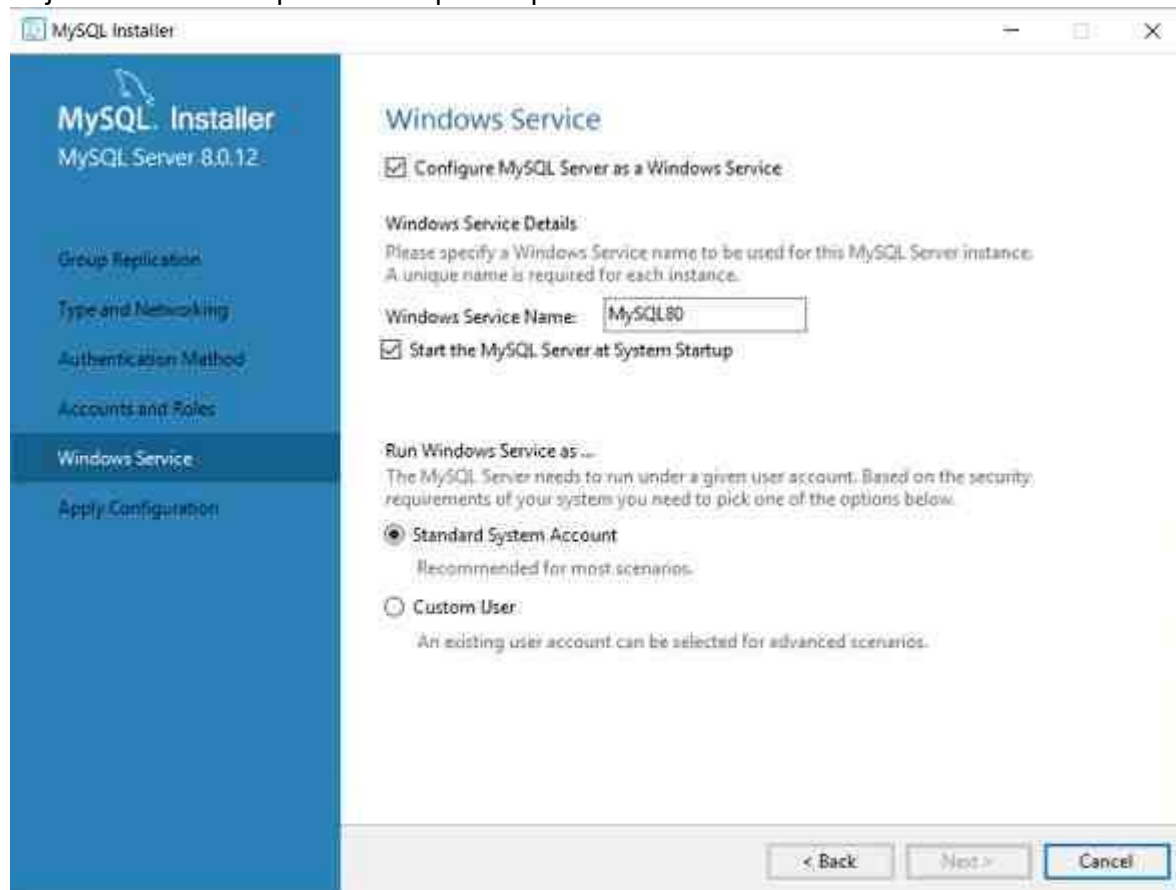 MySQL Installer
MySQL. Installer
MySQL Server 8.0.12
Group Replication
Type and Networking
Authentication Method
Accounts and Roles
Windows Service
Apply Configuration
Windows Service
Configure MySQL Server as a Windows Service
Windows Service Details
Please specify a Windows Service name to be used for this MySQL Server instance.
A unique name is required for each instance.
Windows Service Name: MySQL80
Start the MySQL Server at System Startup
Run Windows Service as ...
The MySQL Server needs to run under a given user account. Based on the security
requirements of your system you need to pick one of the options below.
Standard System Account
Recommended for most scenarios.
Custom User
An existing user account can be selected for advanced scenarios.
< Back Next > Cancel